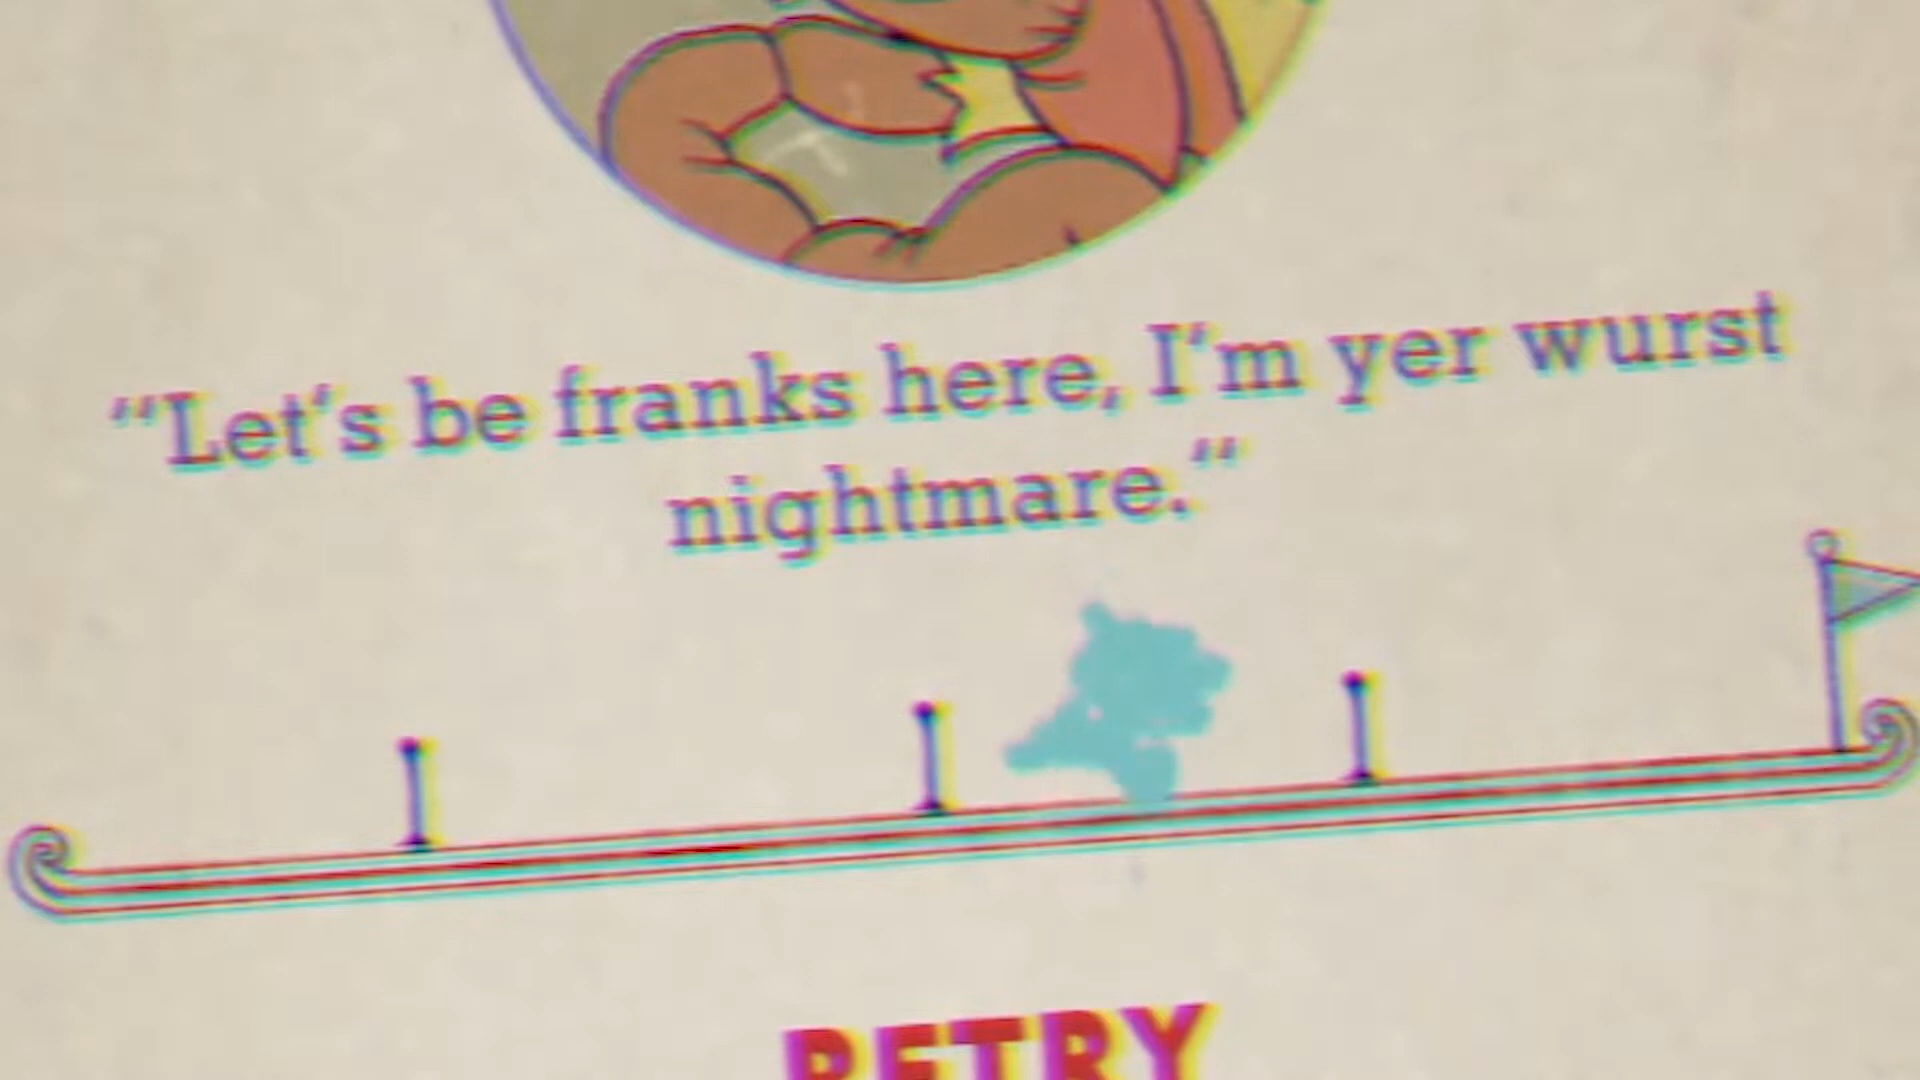 “Let’s be franks here, I’m yer wurst
nightmare.“
RETRY